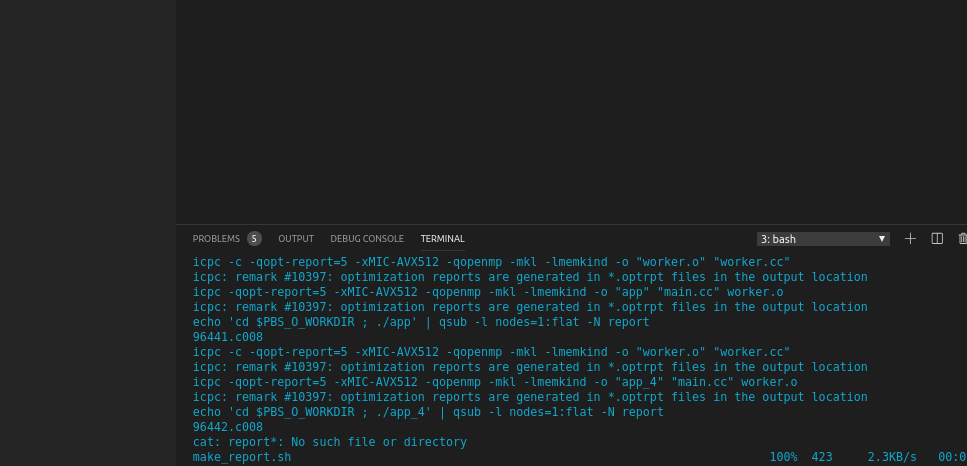 PROBLEMS 5 OUTPUT DEBUG CONSOLE TERMINAL 3: bash
icpc -c -qopt-report=5 -xMIC-AVX512 -qopenmp -mkl -lmemkind -o "worker.o" "worker.cc"
icpc: remark #10397: optimization reports are generated in *.optrpt files in the output location
icpc -qopt-report=5 -xMIC-AVX512 -qopenmp -mkl -lmemkind -o "app" "main.cc" worker.o
icpc: remark #10397: optimization reports are generated in *.optrpt files in the output location
echo 'cd $PBS_O_WORKDIR ; ./app' | qsub -l nodes=1:flat -N report
96441.c008
icpc -c -qopt-report=5 -xMIC-AVX512 -qopenmp -mkl -lmemkind -o "worker.o" "worker.cc"
icpc: remark #10397: optimization reports are generated in *.optrpt files in the output location
icpc -qopt-report=5 -xMIC-AVX512 -qopenmp -mkl -lmemkind -o "app_4" "main.cc" worker.o
icpc: remark #10397: optimization reports are generated in *.optrpt files in the output location
echo 'cd $PBS_O_WORKDIR ; ./app_4' | qsub -l nodes=1:flat -N report
96442.c008
cat: report*: No such file or directory
make_report.sh 100% 423 2.3KB/s 00:0